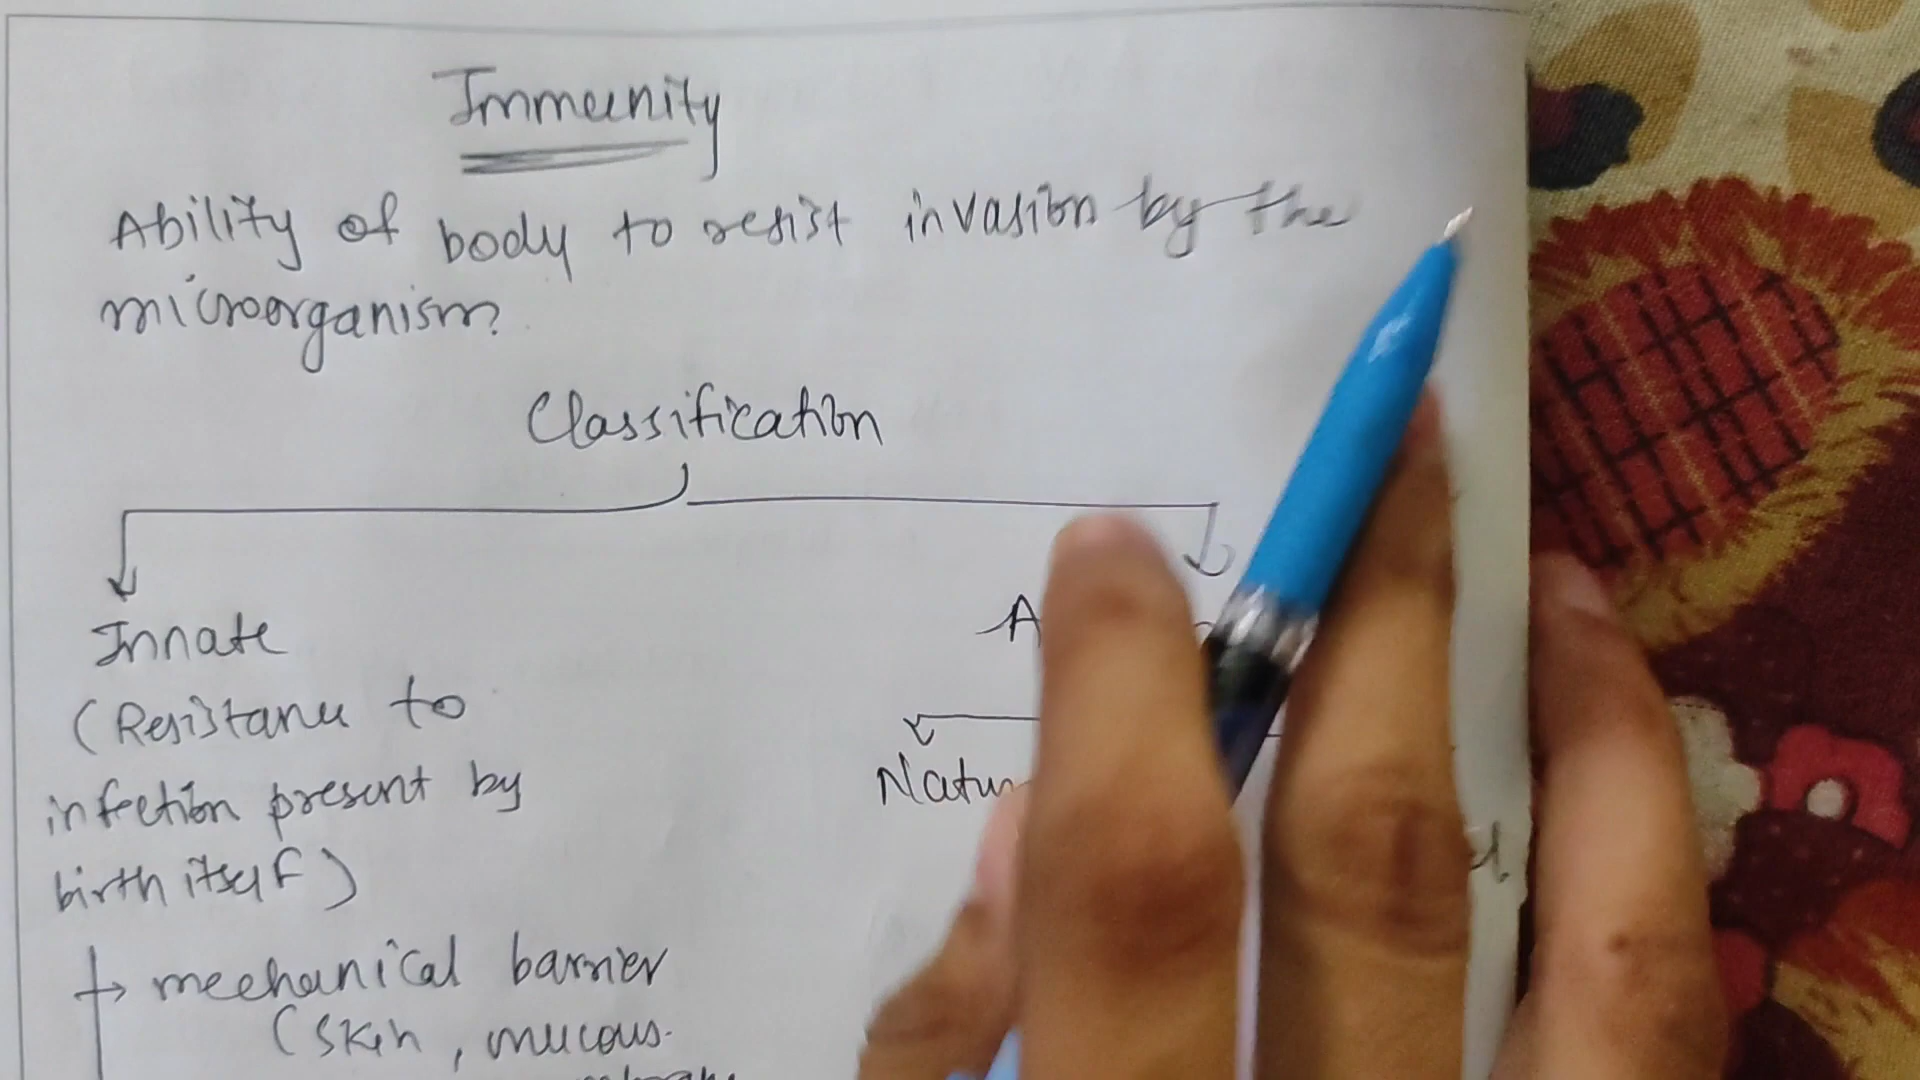 Immunity
Ability of body to resist invasion by the
microorganism.
Classification
Innate
(Resistance to
infection present by
birth itself)
mechanical barrier
(skin, mucous